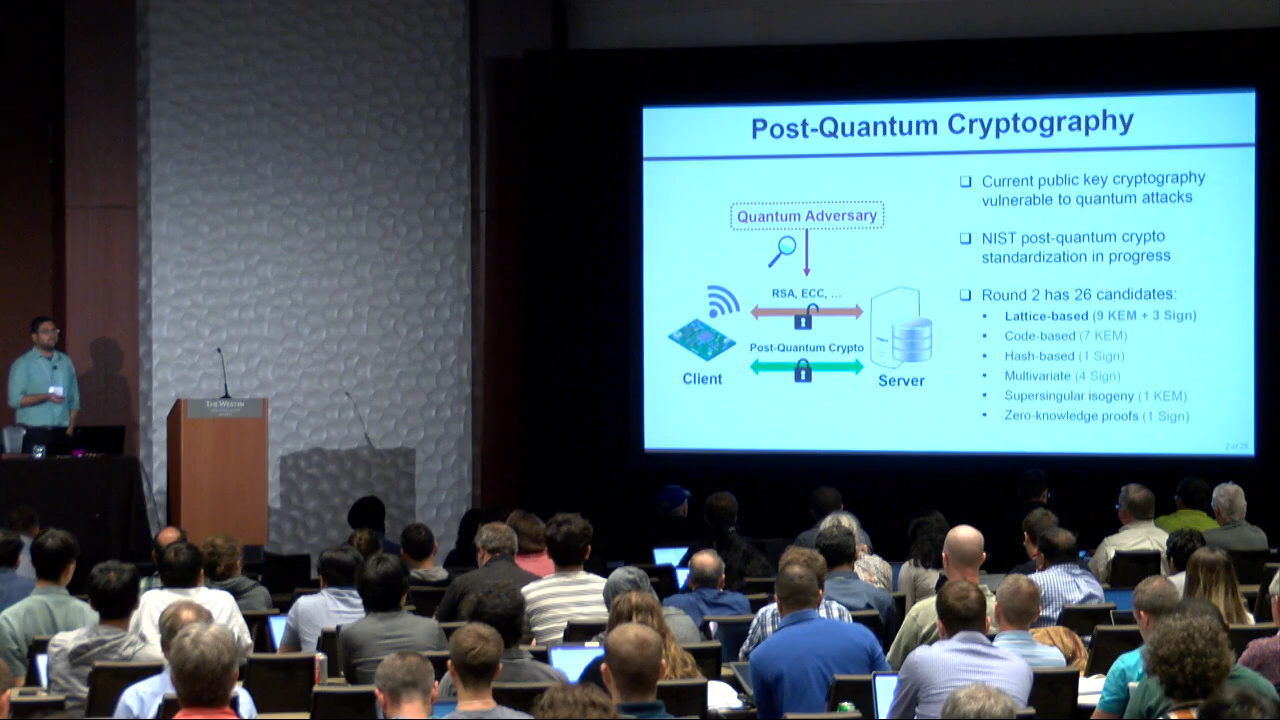 Post-Quantum Cryptography
Quantum Adversary
RSA, ECC, ...
Post-Quantum Crypto
Client
Server
Current public key cryptography
vulnerable to quantum attacks
NIST post-quantum crypto
standardization in progress
Round 2 has 26 candidates:
Lattice-based (9 KEM + 3 Sign)
Code-based (7 KEM)
Hash-based (1 Sign)
Multivariate (4 Sign)
Supersingular isogeny (1 KEM)
Zero-knowledge proofs (1 Sign)
THE WESTIN